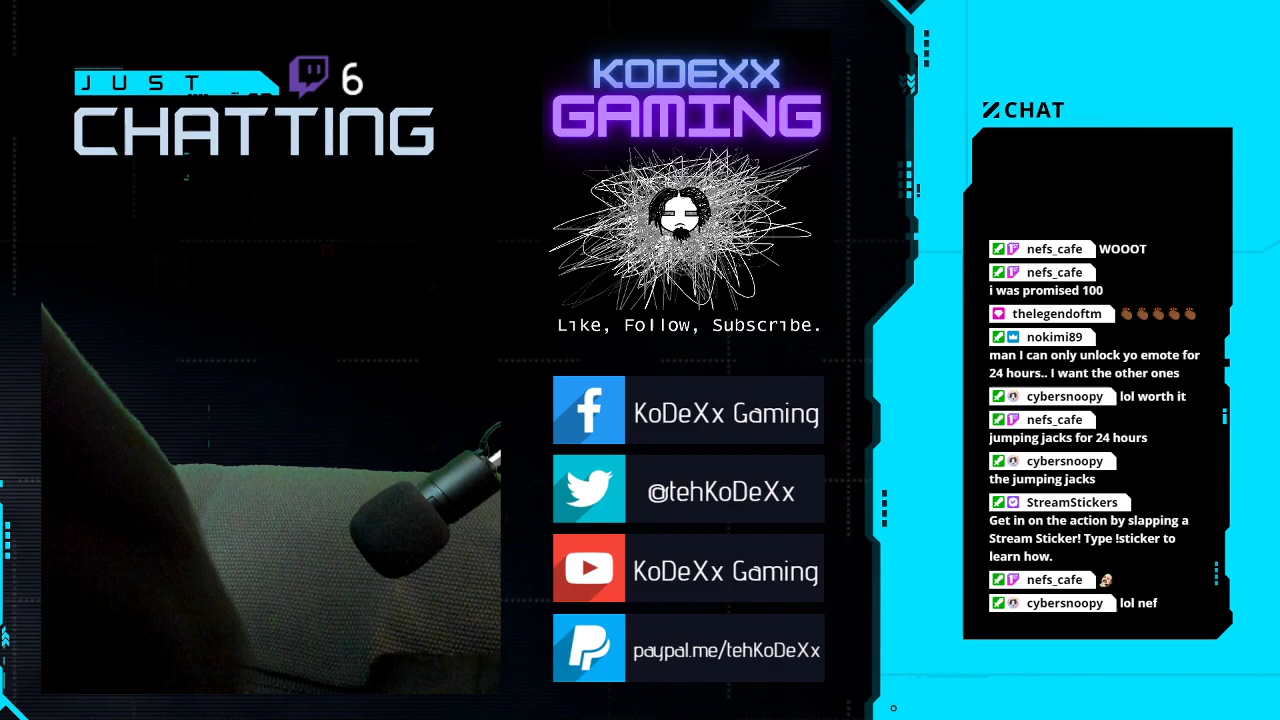 JUST
6
CHATTING
KODEXX
GAMING
Like, Follow, Subscribe.
KoDeXx Gaming
@tehKoDeXx
KoDeXx Gaming
paypal.me/tehKoDeXx
CHAT
nefs_cafe WOOOT
nefs_cafe
i was promised 100
thelegendoftm
nokimi89
man I can only unlock yo emote for
24 hours.. I want the other ones
cybersnoopy lol worth it
nefs_cafe
jumping jacks for 24 hours
cybersnoopy
the jumping jacks
StreamStickers
Get in on the action by slapping a
Stream Sticker! Type !sticker to
learn how.
nefs_cafe
cybersnoopy lol nef